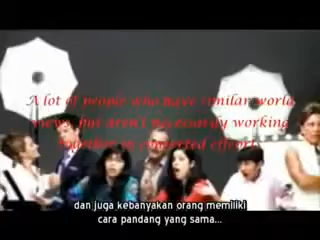 A lot of people who have similar world
views, but aren't necessarily working
together in concerted effort.
dan juga kebanyakan orang memiliki
cara pandang yang sama...